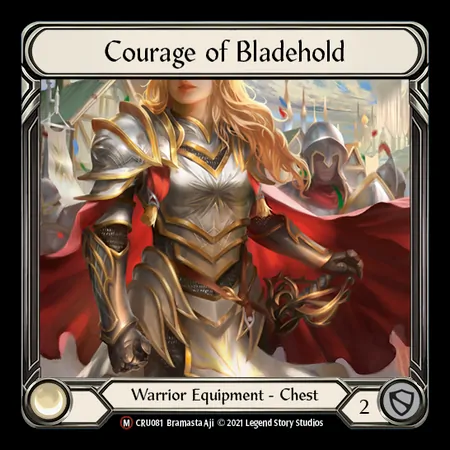 Courage of Bladehold
Warrior Equipment - Chest
2
M CRU081 Bramasta Aji © 2021 Legend Story Studios